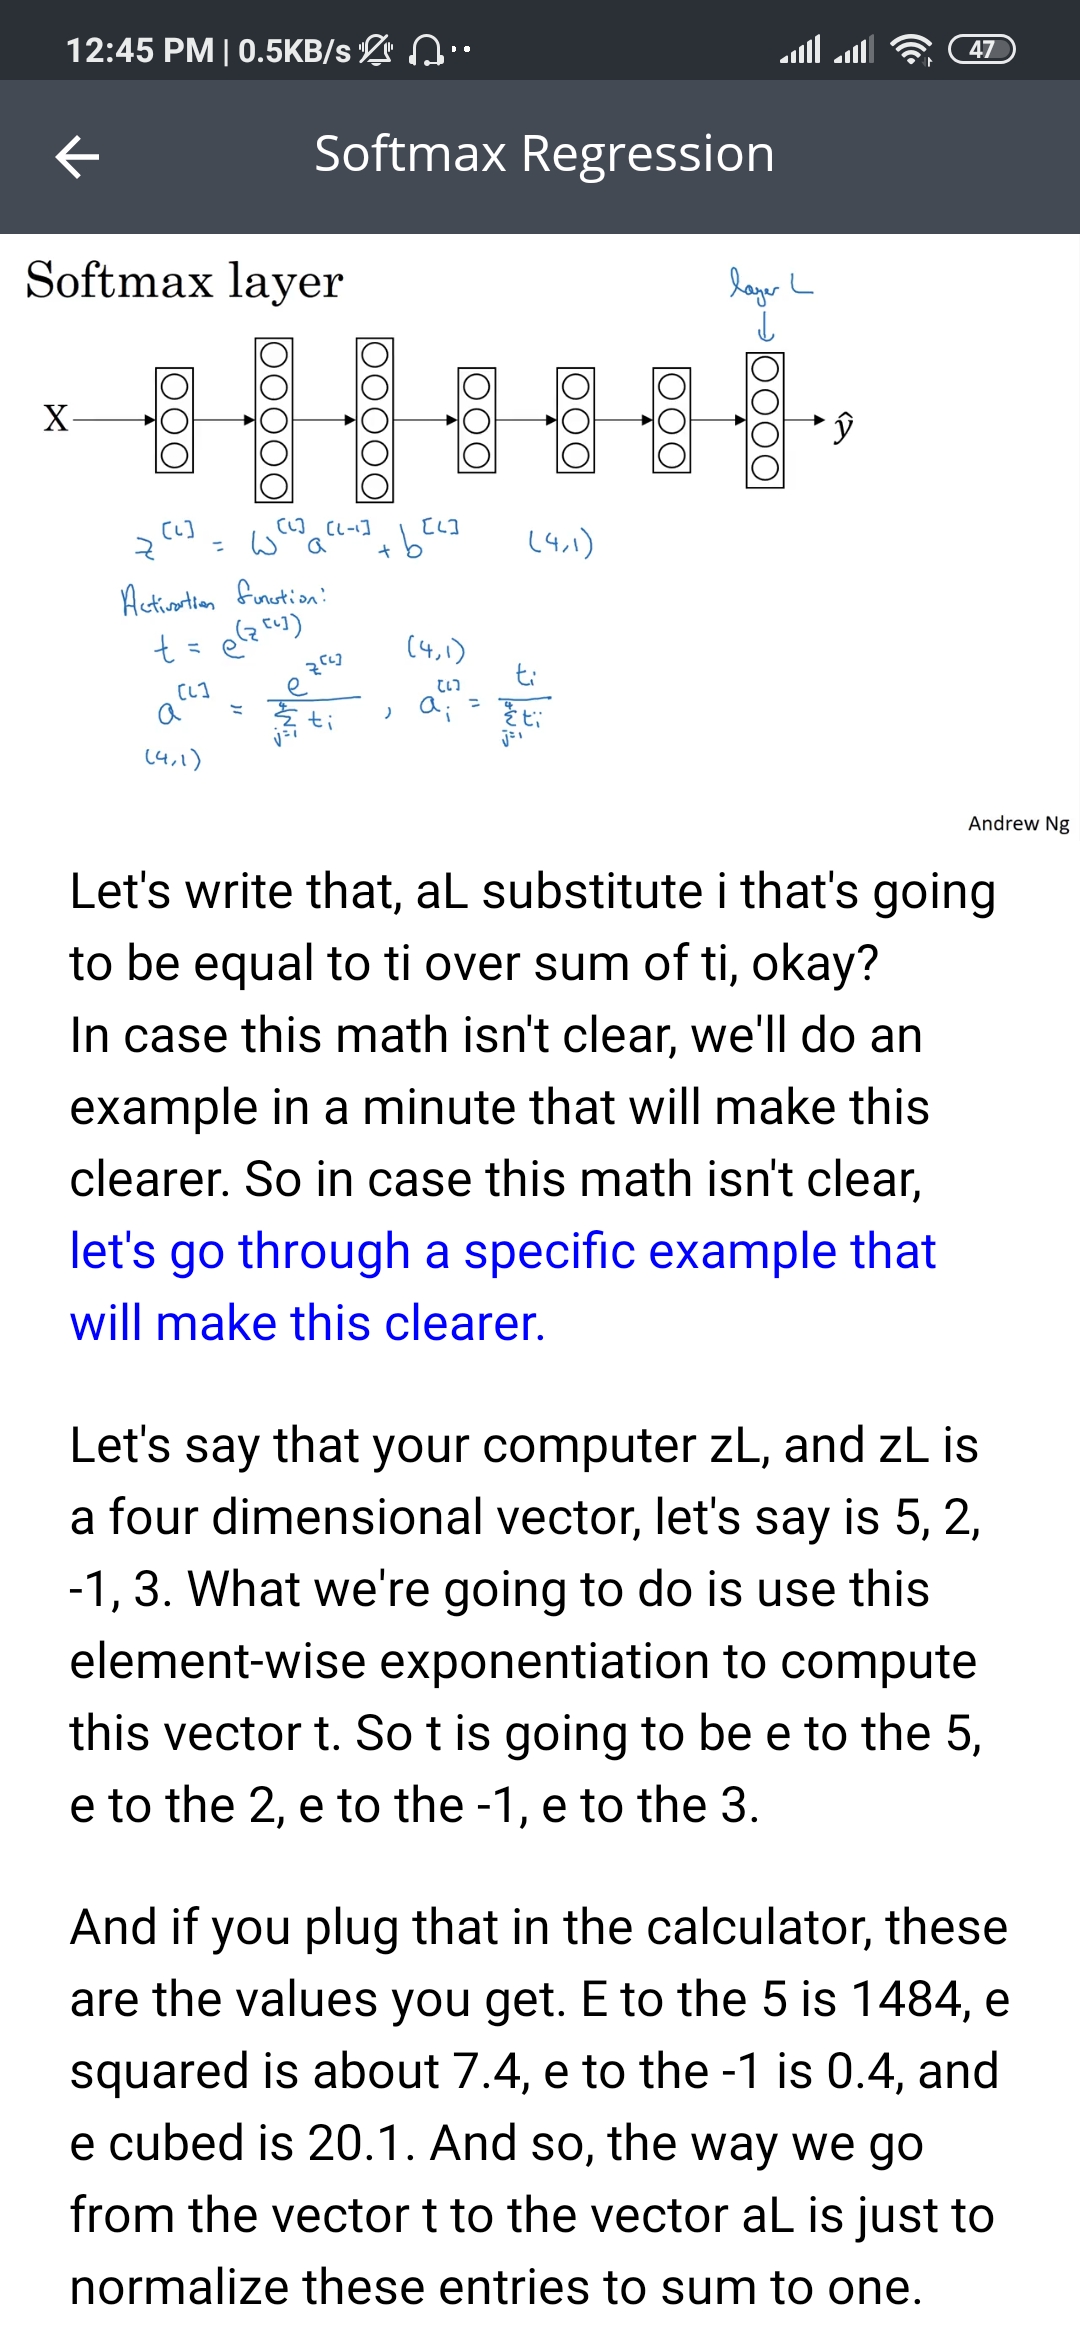 12:45 PM | 0.5KB/s
47
Softmax Regression
Softmax layer
layer L
X
ŷ
z^[L] = W^[L] a^[L-1] + b^[L] (4,1)
Activation function:
t = e^(z^[L]) (4,1)
a^[L] = e^z^[L] / Σ_{j=1}^4 t_i , a_i^[L] = t_i / Σ_{j=1}^4 t_i
(4,1)
Andrew Ng
Let's write that, aL substitute i that's going
to be equal to ti over sum of ti, okay?
In case this math isn't clear, we'll do an
example in a minute that will make this
clearer. So in case this math isn't clear,
let's go through a specific example that
will make this clearer.
Let's say that your computer zL, and zL is
a four dimensional vector, let's say is 5, 2,
-1, 3. What we're going to do is use this
element-wise exponentiation to compute
this vector t. So t is going to be e to the 5,
e to the 2, e to the -1, e to the 3.
And if you plug that in the calculator, these
are the values you get. E to the 5 is 1484, e
squared is about 7.4, e to the -1 is 0.4, and
e cubed is 20.1. And so, the way we go
from the vector t to the vector aL is just to
normalize these entries to sum to one.